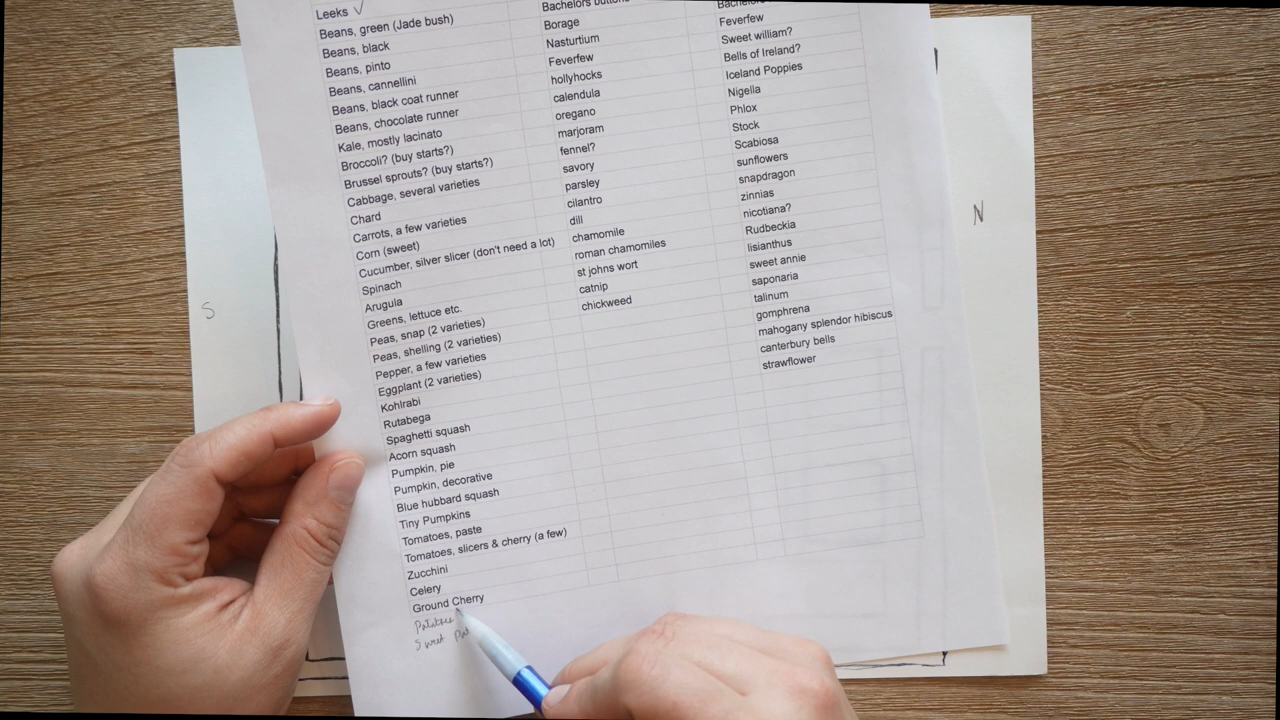 Leeks ✓
Beans, green (Jade bush)
Beans, black
Beans, pinto
Beans, cannellini
Beans, black coat runner
Beans, chocolate runner
Kale, mostly lacinato
Broccoli? (buy starts?)
Brussel sprouts? (buy starts?)
Cabbage, several varieties
Chard
Carrots, a few varieties
Corn (sweet)
Cucumber, silver slicer (don't need a lot)
Spinach
Arugula
Greens, lettuce etc.
Peas, snap (2 varieties)
Peas, shelling (2 varieties)
Pepper, a few varieties
Eggplant (2 varieties)
Kohlrabi
Rutabega
Spaghetti squash
Acorn squash
Pumpkin, pie
Pumpkin, decorative
Blue hubbard squash
Tiny Pumpkins
Tomatoes, paste
Tomatoes, slicers & cherry (a few)
Zucchini
Celery
Ground Cherry
Potatoes
Sweet Pot
Bachelors buttons
Borage
Nasturtium
Feverfew
hollyhocks
calendula
oregano
marjoram
fennel?
savory
parsley
cilantro
dill
chamomile
roman chamomiles
st johns wort
catnip
chickweed
Feverfew
Sweet william?
Bells of Ireland?
Iceland Poppies
Nigella
Phlox
Stock
Scabiosa
sunflowers
snapdragon
zinnias
nicotiana?
Rudbeckia
lisianthus
sweet annie
saponaria
talinum
gomphrena
mahogany splendor hibiscus
canterbury bells
strawflower
S
N